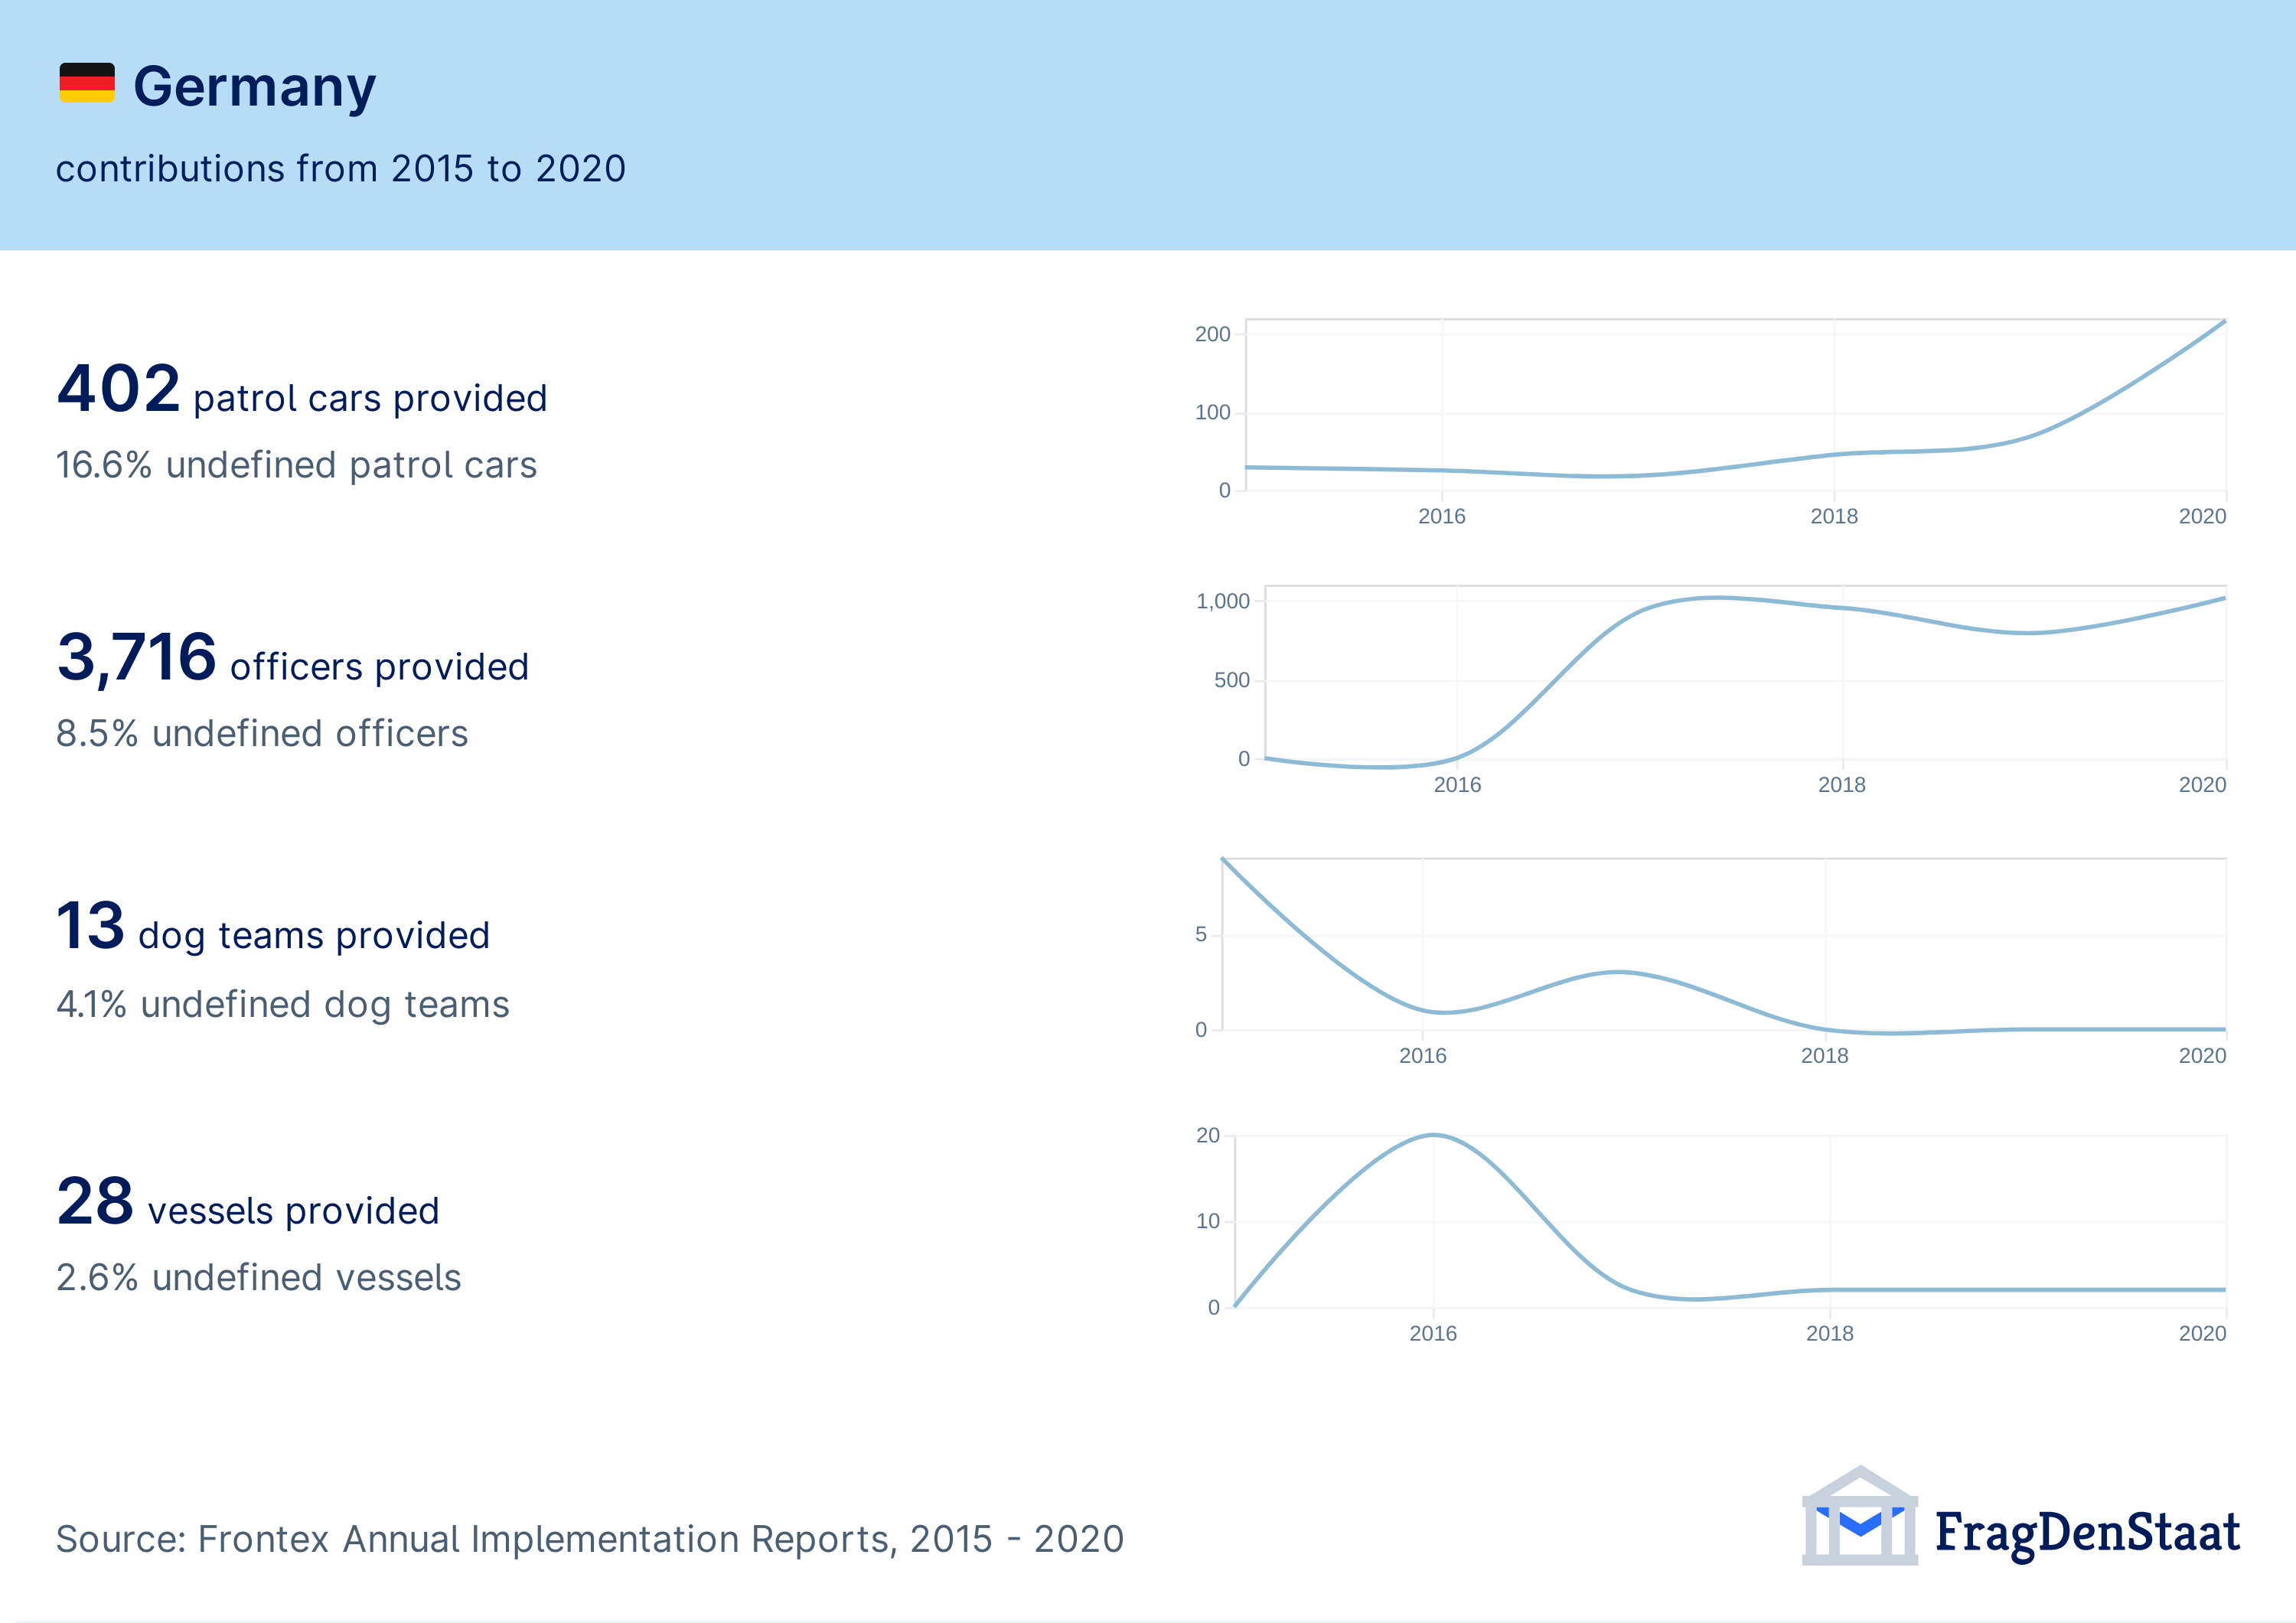 Germany
contributions from 2015 to 2020
402 patrol cars provided
16.6% undefined patrol cars
200
100
0
2016 2018 2020
3,716 officers provided
8.5% undefined officers
1,000
500
0
2016 2018 2020
13 dog teams provided
4.1% undefined dog teams
5
0
2016 2018 2020
28 vessels provided
2.6% undefined vessels
20
10
0
2016 2018 2020
Source: Frontex Annual Implementation Reports, 2015 - 2020
FragDenStaat